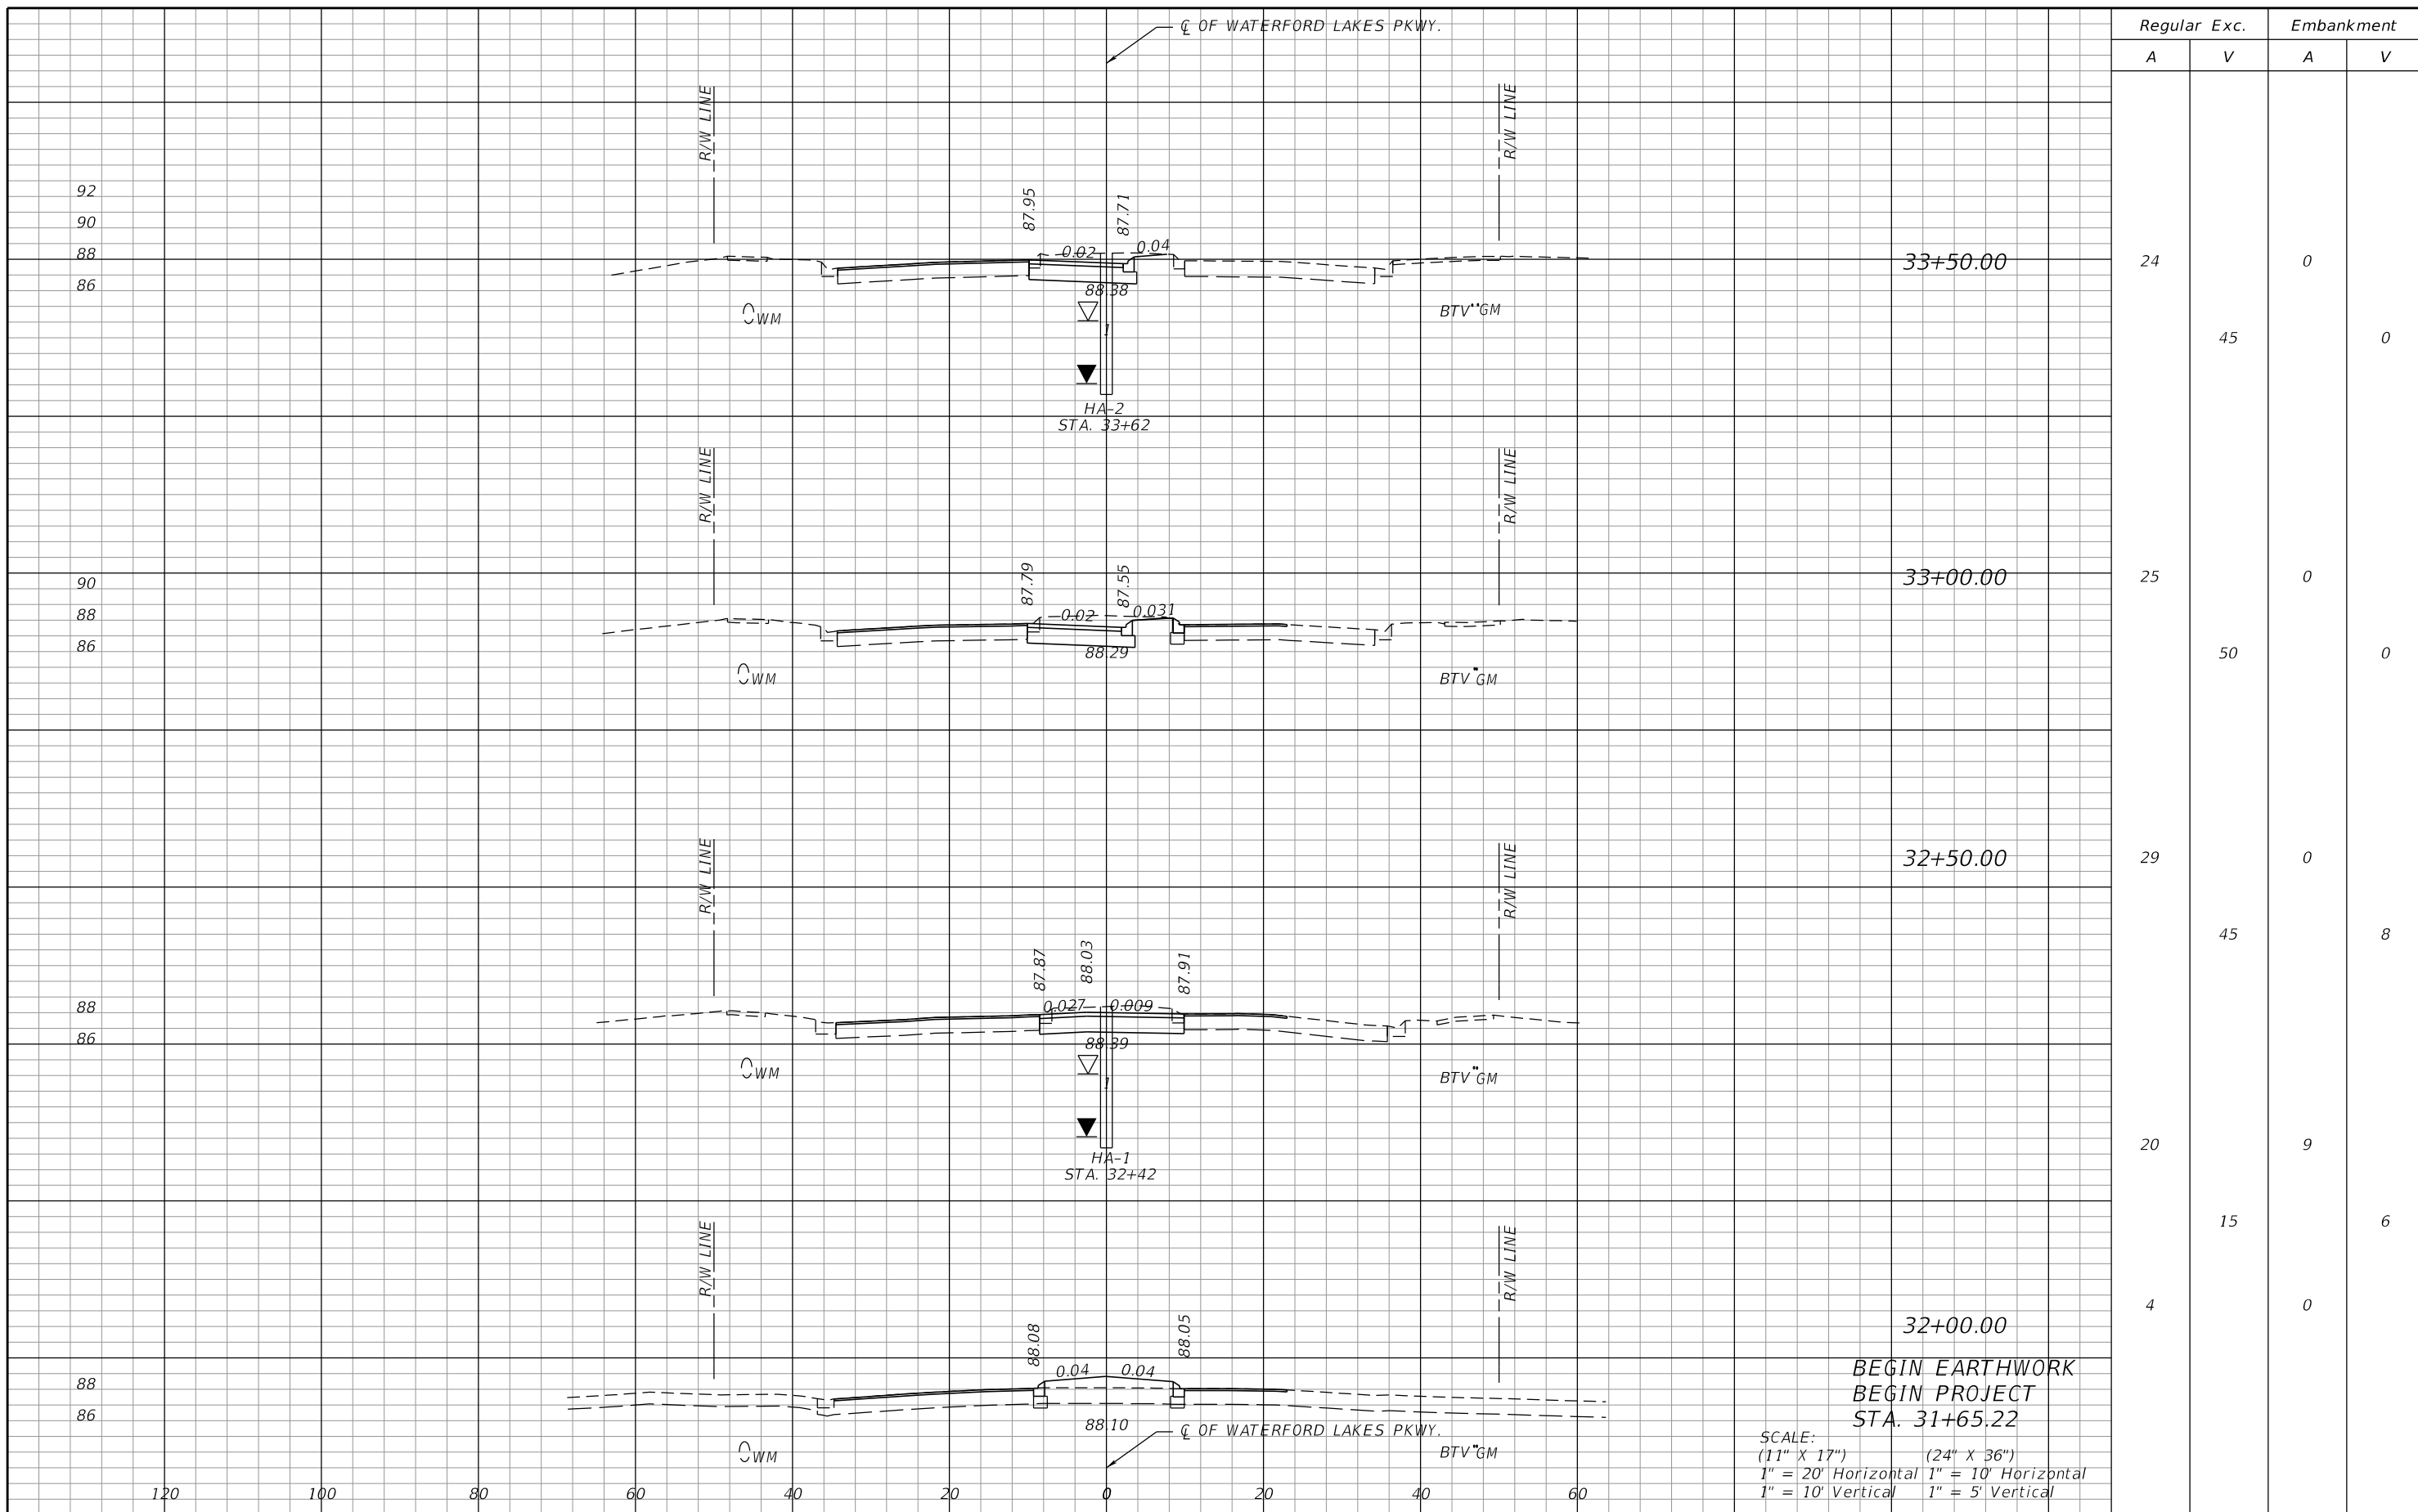 ℄ OF WATERFORD LAKES PKWY.
Regular Exc. Embankment
A V A V
R/W LINE R/W LINE
92
90
88
86
87.95 87.71
0.02 0.04
88.38
33+50.00 24 0
WM BTV GM
1
45 0
HA-2
STA. 33+62
R/W LINE R/W LINE
90
88
86
87.79 87.55
0.02 0.031
88.29
33+00.00 25 0
50 0
WM BTV GM
R/W LINE R/W LINE
32+50.00 29 0
45 8
88
86
87.87 88.03 87.91
0.027 0.009
88.39
WM BTV GM
1
20 9
HA-1
STA. 32+42
15 6
R/W LINE R/W LINE
4 0
32+00.00
88
86
88.08 88.05
0.04 0.04
88.10
BEGIN EARTHWORK
BEGIN PROJECT
STA. 31+65.22
℄ OF WATERFORD LAKES PKWY.
WM BTV GM
SCALE:
(11" X 17") (24" X 36")
1" = 20' Horizontal 1" = 10' Horizontal
1" = 10' Vertical 1" = 5' Vertical
120 100 80 60 40 20 0 20 40 60